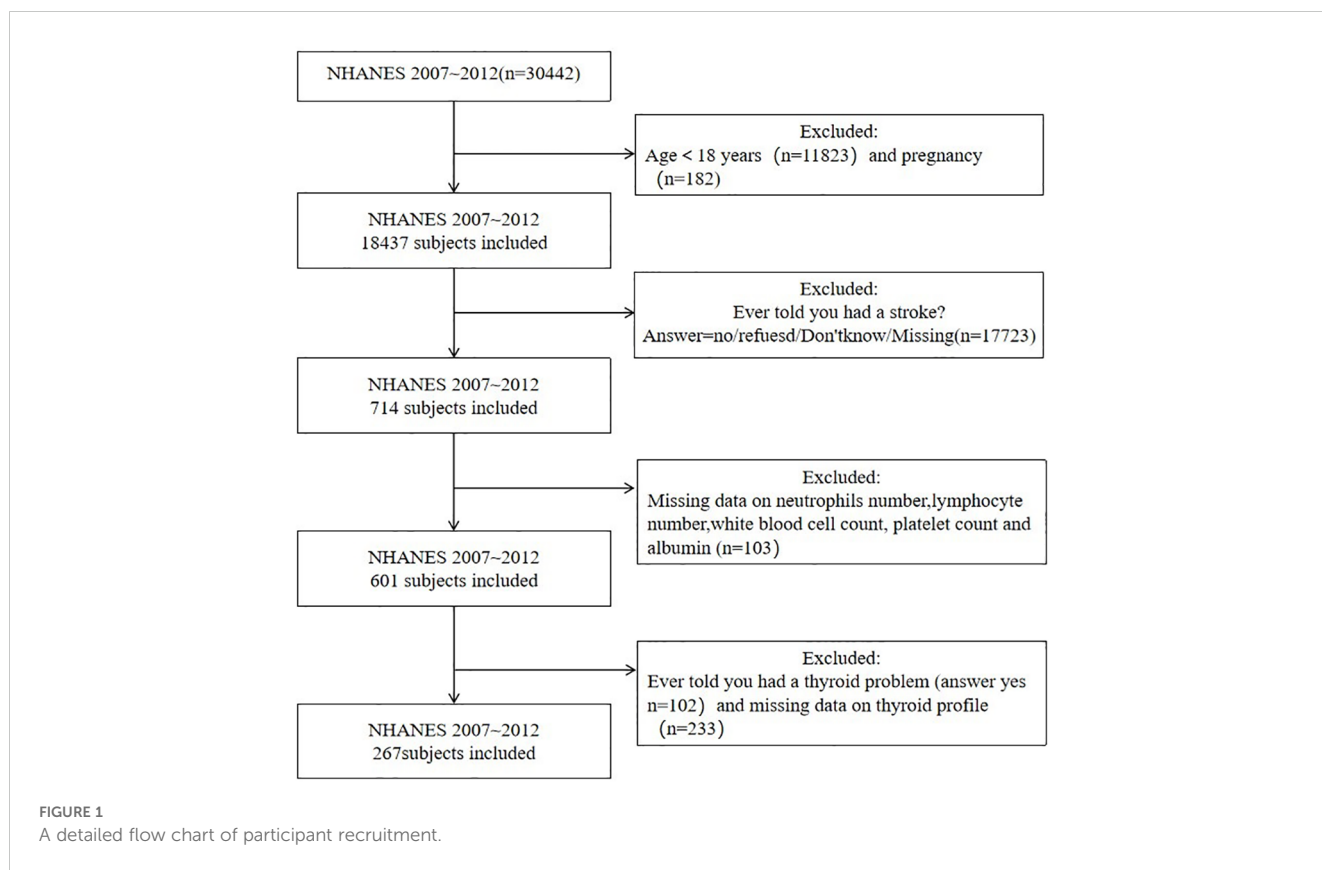 NHANES 2007~2012(n=30442)
Excluded:
Age < 18 years (n=11823) and pregnancy
(n=182)
NHANES 2007~2012
18437 subjects included
Excluded:
Ever told you had a stroke?
Answer=no/refuesd/Don'tknow/Missing(n=17723)
NHANES 2007~2012
714 subjects included
Excluded:
Missing data on neutrophils number,lymphocyte
number,white blood cell count, platelet count and
albumin (n=103)
NHANES 2007~2012
601 subjects included
Excluded:
Ever told you had a thyroid problem (answer yes
n=102) and missing data on thyroid profile
(n=233)
NHANES 2007~2012
267subjects included
FIGURE 1
A detailed flow chart of participant recruitment.